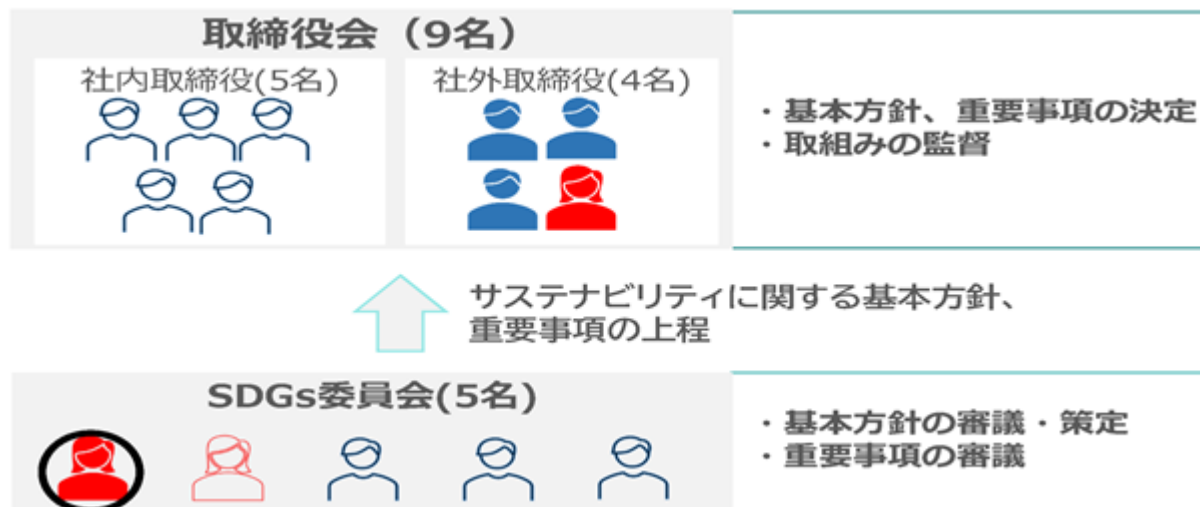 取締役会（9名）
社内取締役(5名)
社外取締役(4名)
・基本方針、重要事項の決定
・取組みの監督
サステナビリティに関する基本方針、
重要事項の上程
SDGs委員会(5名)
・基本方針の審議・策定
・重要事項の審議